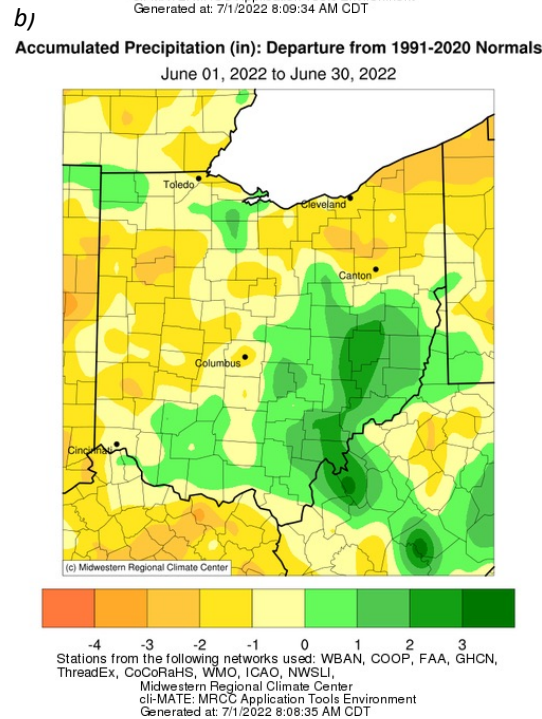 Generated at: 7/1/2022 8:09:34 AM CDT
b)
Accumulated Precipitation (in): Departure from 1991-2020 Normals
June 01, 2022 to June 30, 2022
Toledo
Cleveland
Canton
Columbus
Cincinnati
(c) Midwestern Regional Climate Center
-4 -3 -2 -1 0 1 2 3
Stations from the following networks used: WBAN, COOP, FAA, GHCN,
ThreadEx, CoCoRaHS, WMO, ICAO, NWSLI,
Midwestern Regional Climate Center
cli-MATE: MRCC Application Tools Environment
Generated at: 7/1/2022 8:08:35 AM CDT